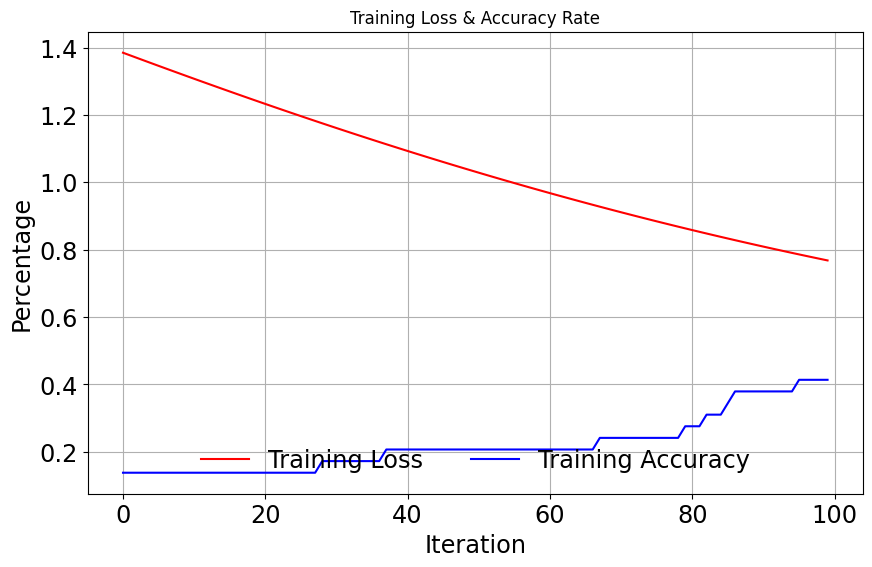 Training Loss & Accuracy Rate
1.4
1.2
1.0
0.8
0.6
0.4
0.2
Percentage
Training Loss
Training Accuracy
0 20 40 60 80 100
Iteration